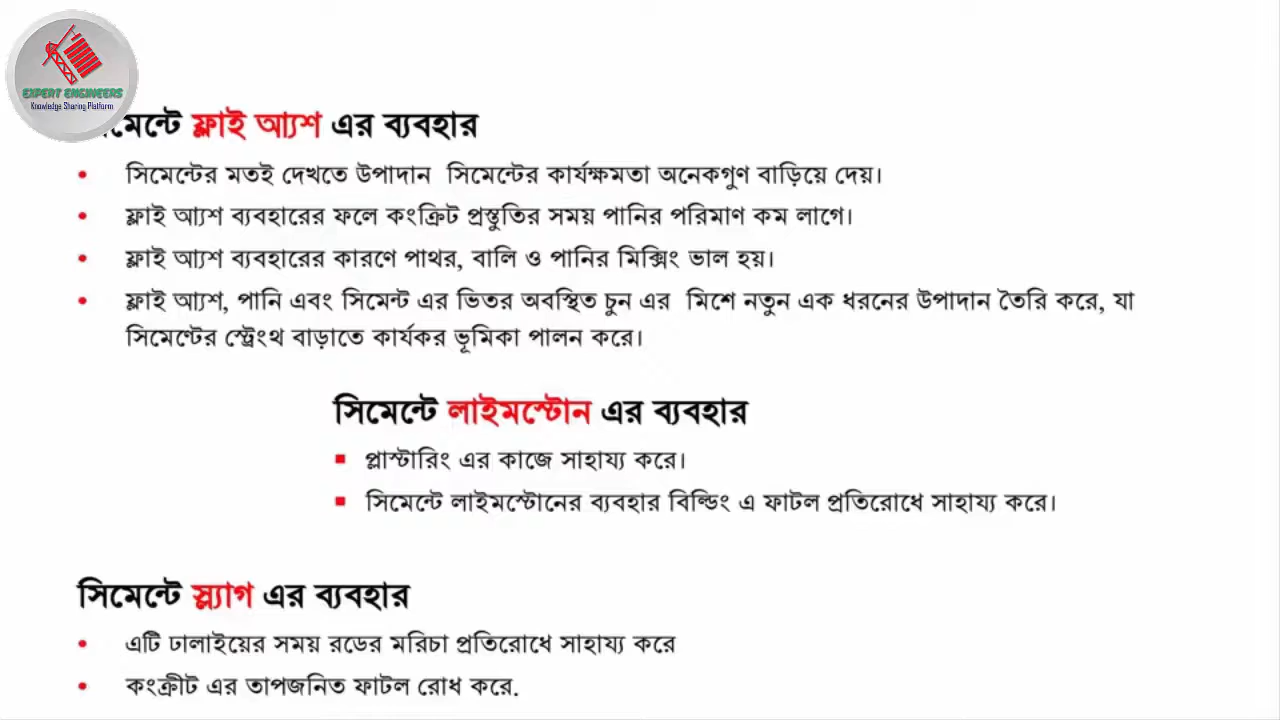 EXPERT ENGINEERS
Knowledge Sharing Platform
মেন্টে ফ্লাই আ্যশ এর ব্যবহার
• সিমেন্টের মতই দেখতে উপাদান সিমেন্টের কার্যক্ষমতা অনেকগুণ বাড়িয়ে দেয়।
• ফ্লাই আ্যশ ব্যবহারের ফলে কংক্রিট প্রস্তুতির সময় পানির পরিমাণ কম লাগে।
• ফ্লাই আ্যশ ব্যবহারের কারণে পাথর, বালি ও পানির মিক্সিং ভাল হয়।
• ফ্লাই আ্যশ, পানি এবং সিমেন্ট এর ভিতর অবস্থিত চুন এর মিশে নতুন এক ধরনের উপাদান তৈরি করে, যা
সিমেণ্টের স্ট্রেংথ বাড়াতে কার্যকর ভূমিকা পালন করে।
সিমেন্টে লাইমস্টোন এর ব্যবহার
▪ প্লাস্টারিং এর কাজে সাহায্য করে।
▪ সিমেন্টে লাইমস্টোনের ব্যবহার বিল্ডিং এ ফাটল প্রতিরোধে সাহায্য করে।
সিমেন্টে স্ল্যাগ এর ব্যবহার
• এটি ঢালাইয়ের সময় রডের মরিচা প্রতিরোধে সাহায্য করে
• কংক্রীট এর তাপজনিত ফাটল রোধ করে.